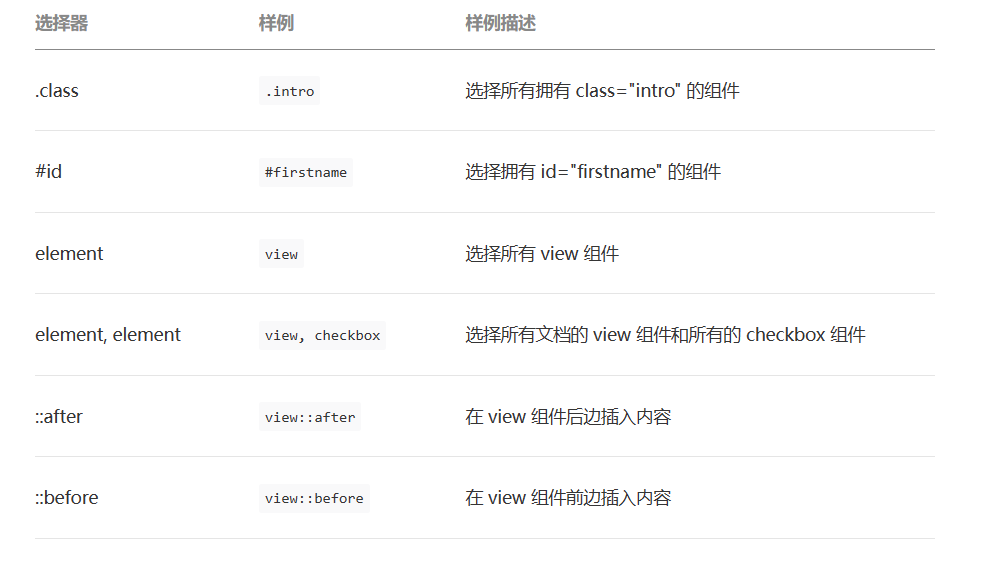 选择器 样例 样例描述
.class .intro 选择所有拥有 class="intro" 的组件
#id #firstname 选择拥有 id="firstname" 的组件
element view 选择所有 view 组件
element, element view, checkbox 选择所有文档的 view 组件和所有的 checkbox 组件
::after view::after 在 view 组件后边插入内容
::before view::before 在 view 组件前边插入内容